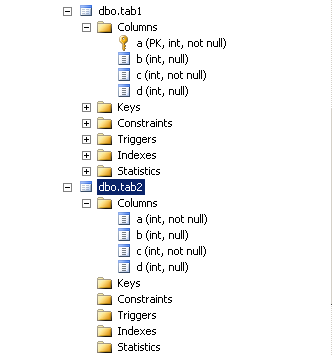 dbo.tab1
Columns
a (PK, int, not null)
b (int, null)
c (int, not null)
d (int, null)
Keys
Constraints
Triggers
Indexes
Statistics
dbo.tab2
Columns
a (int, not null)
b (int, null)
c (int, not null)
d (int, null)
Keys
Constraints
Triggers
Indexes
Statistics